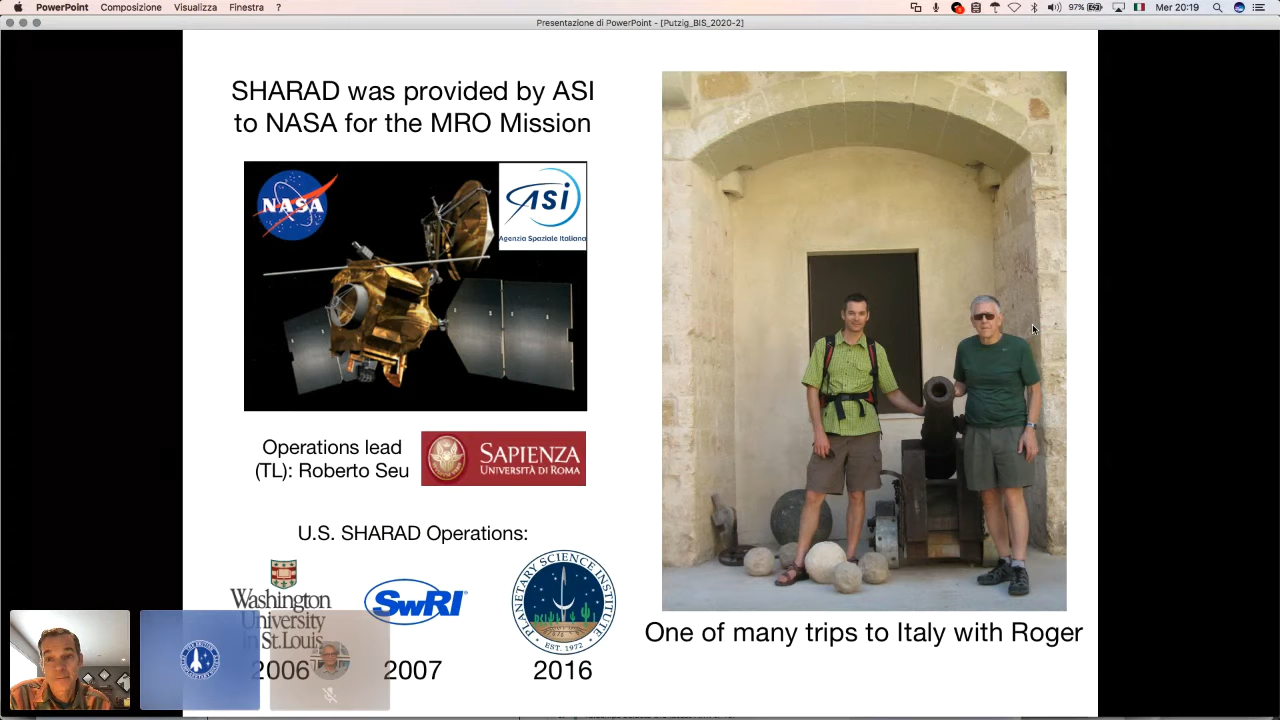 PowerPoint Composizione Visualizza Finestra ?
97% Mer 20:19
Presentazione di PowerPoint - [Putzig_BIS_2020-2]
SHARAD was provided by ASI
to NASA for the MRO Mission
NASA
ASI
Agenzia Spaziale Italiana
Operations lead
(TL): Roberto Seu
SAPIENZA
UNIVERSITÀ DI ROMA
U.S. SHARAD Operations:
Washington
University
in St. Louis
SwRI
PLANETARY SCIENCE INSTITUTE
EST. 1972
2006
2007
2016
One of many trips to Italy with Roger